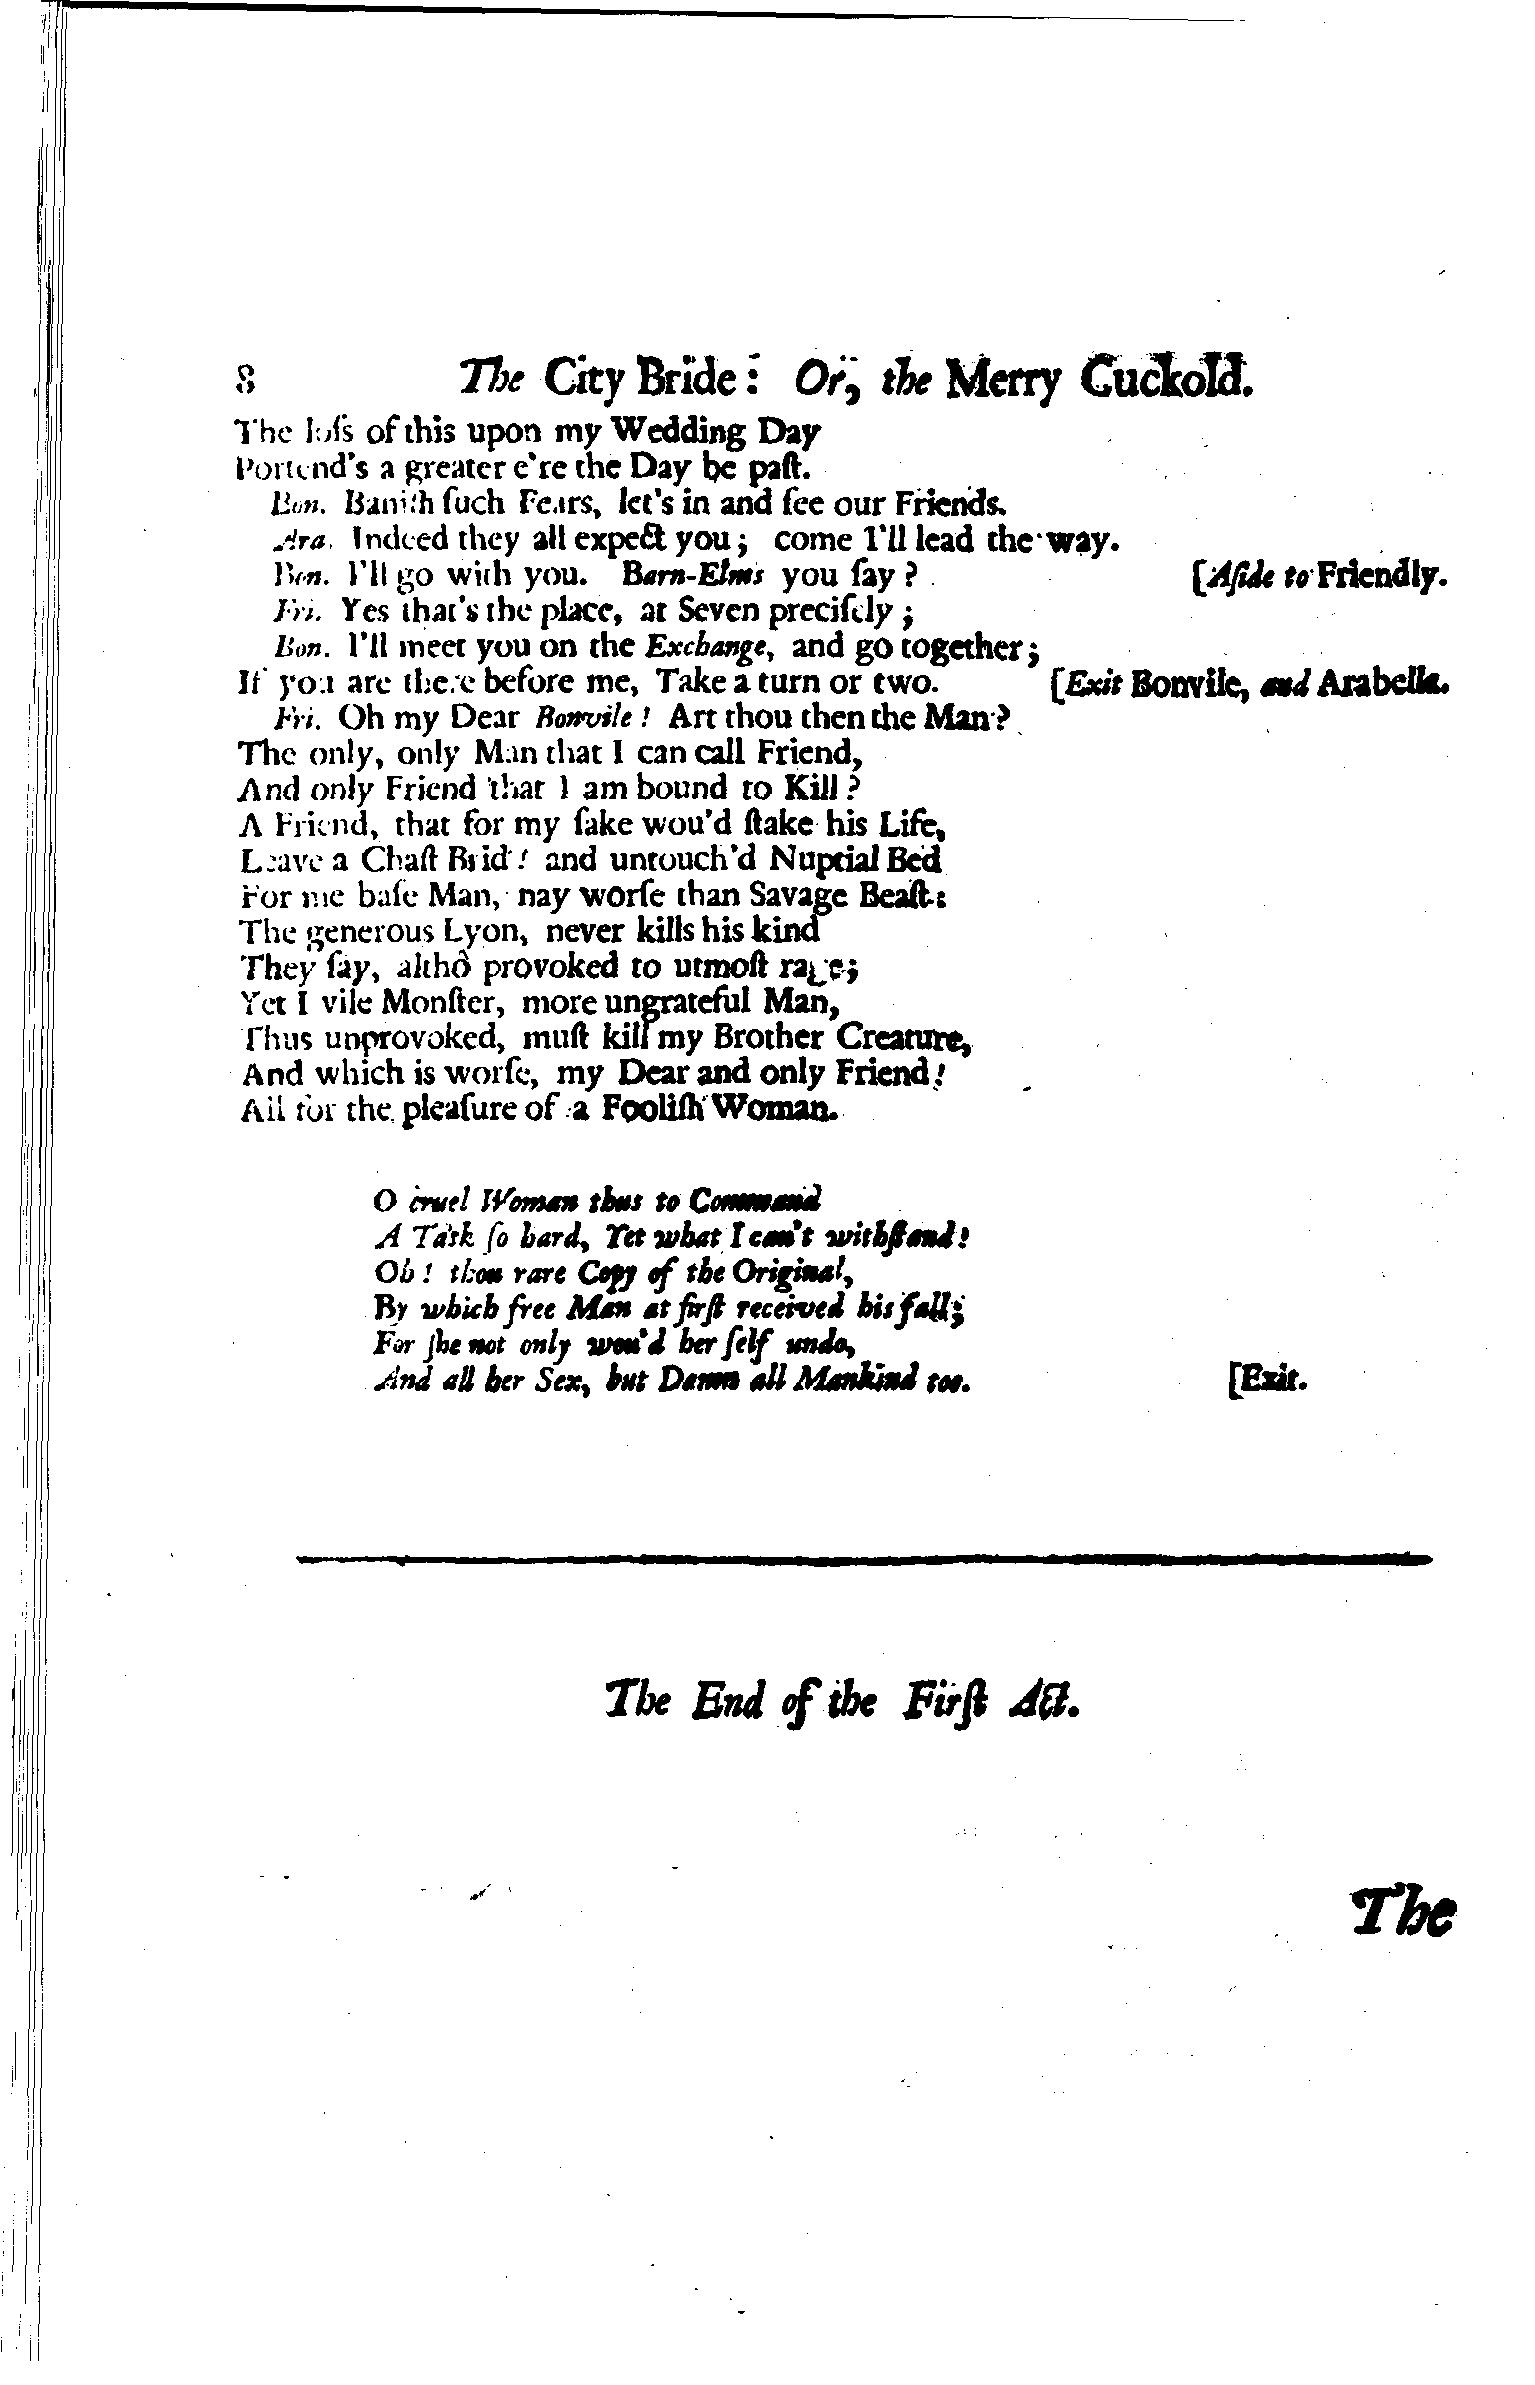 8 The City Bride: Or, the Merry Cuckold.
The loſs of this upon my Wedding Day
Portend's a greater e're the Day be paſt.
Bon. Baniſh ſuch Fears, let's in and ſee our Friends.
Ara. Indeed they all expect you; come I'll lead the way.
Bon. I'll go with you. Barn-Elms you ſay? [Aſide to Friendly.
Fri. Yes that's the place, at Seven preciſely;
Bon. I'll meet you on the Exchange, and go together;
If you are there before me, Take a turn or two. [Exit Bonvile, and Arabella.
Fri. Oh my Dear Bonvile! Art thou then the Man?
The only, only Man that I can call Friend,
And only Friend that I am bound to Kill?
A Friend, that for my ſake wou'd ſtake his Life,
Leave a Chaſt Bride! and untouch'd Nuptial Bed
For me baſe Man, nay worſe than Savage Beaſt:
The generous Lyon, never kills his kind
They ſay, altho provoked to utmoſt rage;
Yet I vile Monſter, more ungrateful Man,
Thus unprovoked, muſt kill my Brother Creature,
And which is worſe, my Dear and only Friend!
All for the pleaſure of a Fooliſh Woman.
O cruel Woman thus to Command
A Task ſo hard, Yet what I can't withſtand!
Oh! thou rare Copy of the Original,
By which free Man at firſt received his fall;
For ſhe not only wou'd her ſelf undo,
And all her Sex, but Damn all Mankind too. [Exit.
The End of the Firſt Act.
The